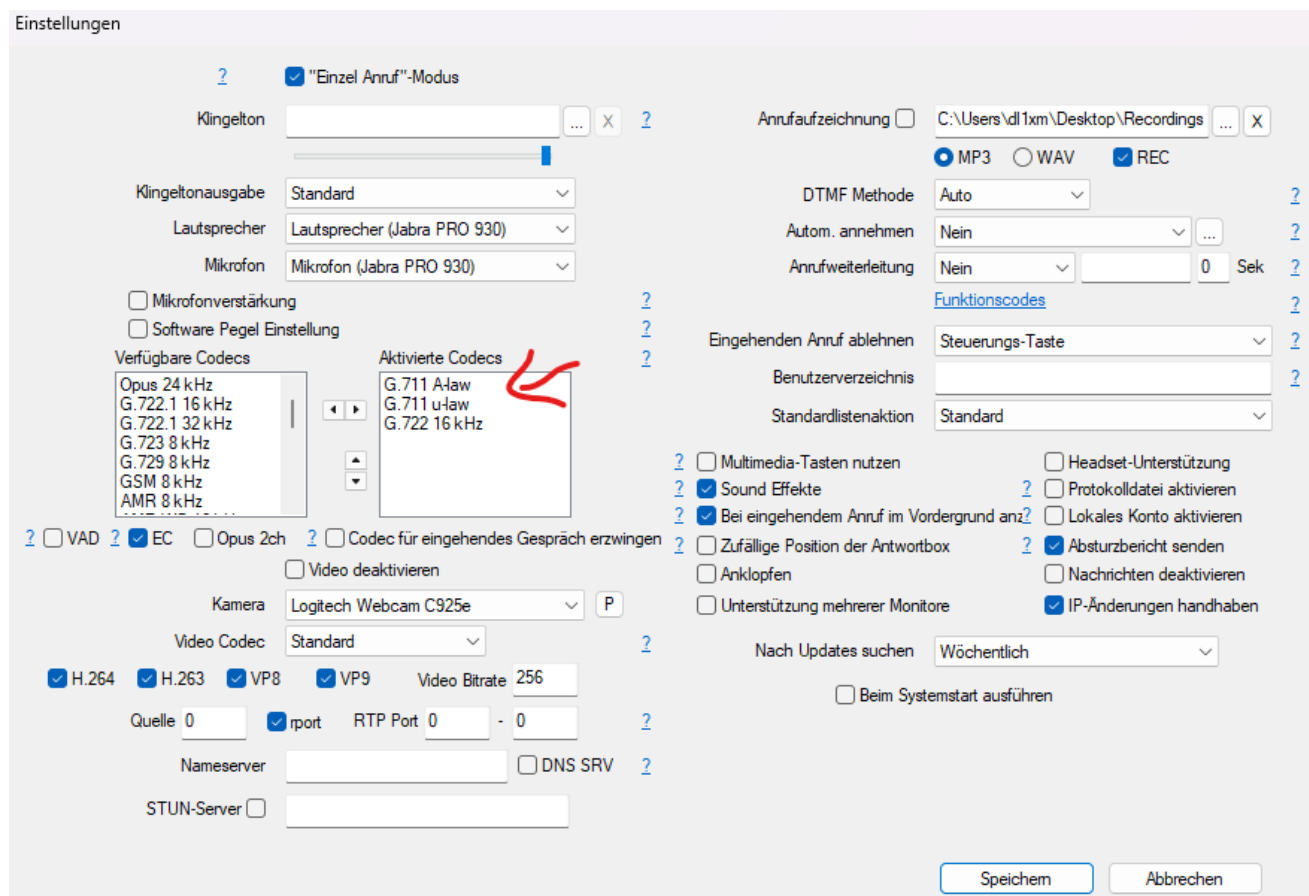 Einstellungen
? "Einzel Anruf"-Modus
Klingelton ... X ?
Klingeltonausgabe Standard
Lautsprecher Lautsprecher (Jabra PRO 930)
Mikrofon Mikrofon (Jabra PRO 930)
Mikrofonverstärkung ?
Software Pegel Einstellung ?
Verfügbare Codecs Aktivierte Codecs ?
Opus 24 kHz
G.722.1 16 kHz
G.722.1 32 kHz
G.723 8 kHz
G.729 8 kHz
GSM 8 kHz
AMR 8 kHz
G.711 A-law
G.711 u-law
G.722 16 kHz
? VAD ? EC Opus 2ch ? Codec für eingehendes Gespräch erzwingen
Video deaktivieren
Kamera Logitech Webcam C925e P
Video Codec Standard ?
H.264 H.263 VP8 VP9 Video Bitrate 256
Quelle 0 rport RTP Port 0 - 0 ?
Nameserver DNS SRV ?
STUN-Server
Anrufaufzeichnung C:\Users\dl1xm\Desktop\Recordings ... X
MP3 WAV REC
DTMF Methode Auto ?
Autom. annehmen Nein ... ?
Anrufweiterleitung Nein 0 Sek ?
Funktionscodes ?
Eingehenden Anruf ablehnen Steuerungs-Taste ?
Benutzerverzeichnis ?
Standardlistenaktion Standard
? Multimedia-Tasten nutzen Headset-Unterstützung
? Sound Effekte ? Protokolldatei aktivieren
? Bei eingehendem Anruf im Vordergrund anz ? Lokales Konto aktivieren
? Zufällige Position der Antwortbox ? Absturzbericht senden
Anklopfen Nachrichten deaktivieren
Unterstützung mehrerer Monitore IP-Änderungen handhaben
Nach Updates suchen Wöchentlich
Beim Systemstart ausführen
Speichern Abbrechen